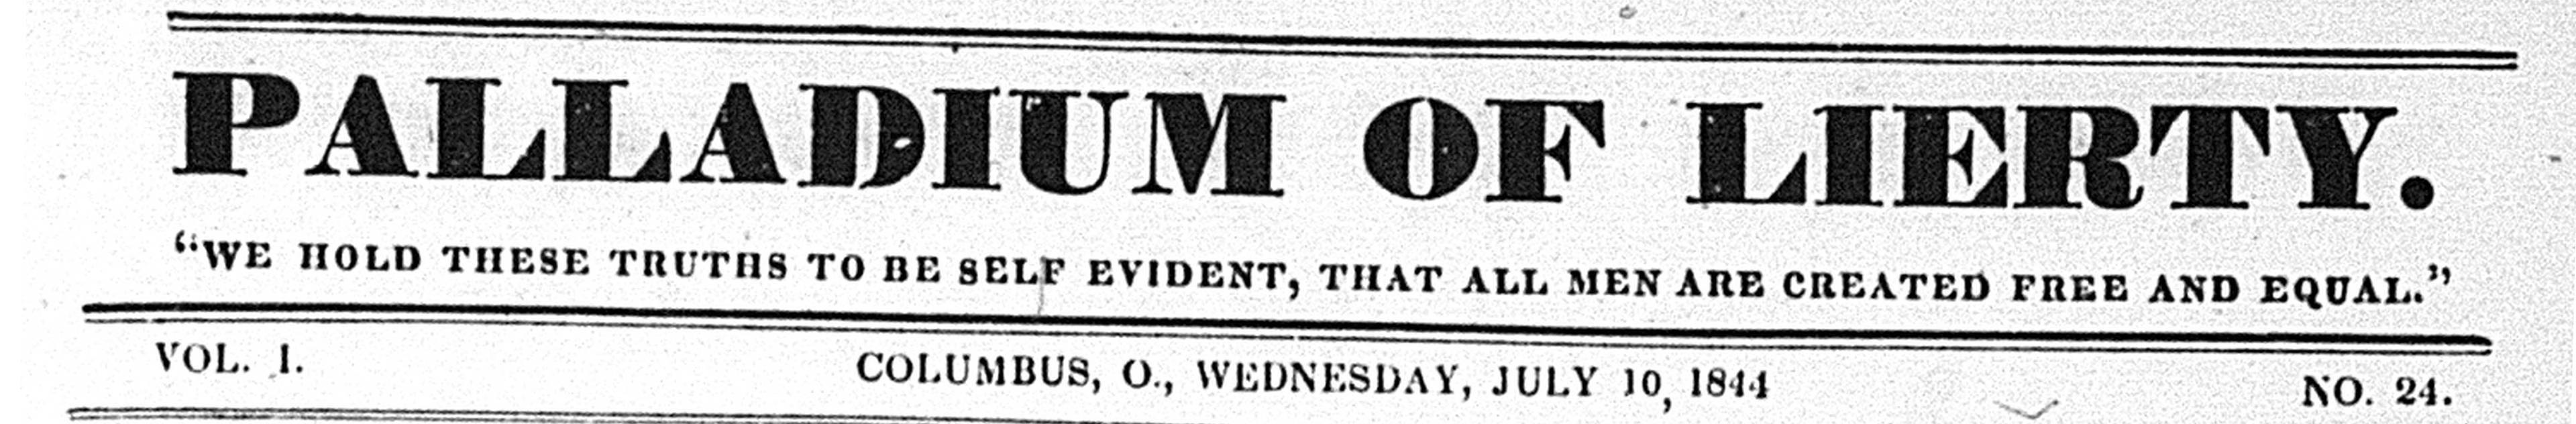 PALLADIUM OF LIERTY.
“WE HOLD THESE TRUTHS TO BE SELF EVIDENT, THAT ALL MEN ARE CREATED FREE AND EQUAL.”
VOL. I. COLUMBUS, O., WEDNESDAY, JULY 10, 1844 NO. 24.